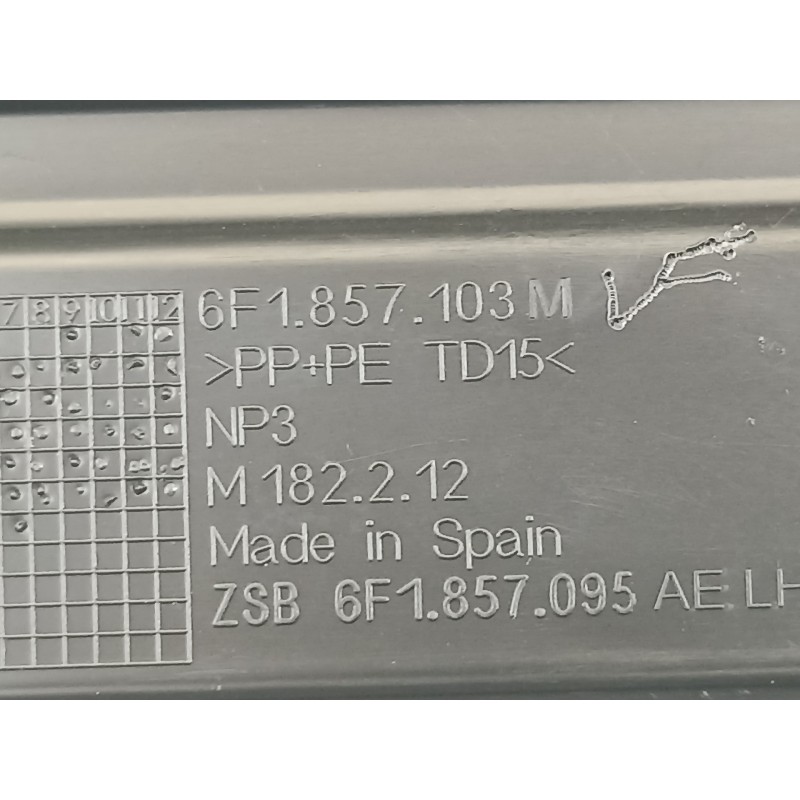 7 8 9 10 11 12
6F1.857.103 M
>PP+PE TD15<
NP3
M 182.2.12
Made in Spain
ZSB 6F1.857.095 AE LH